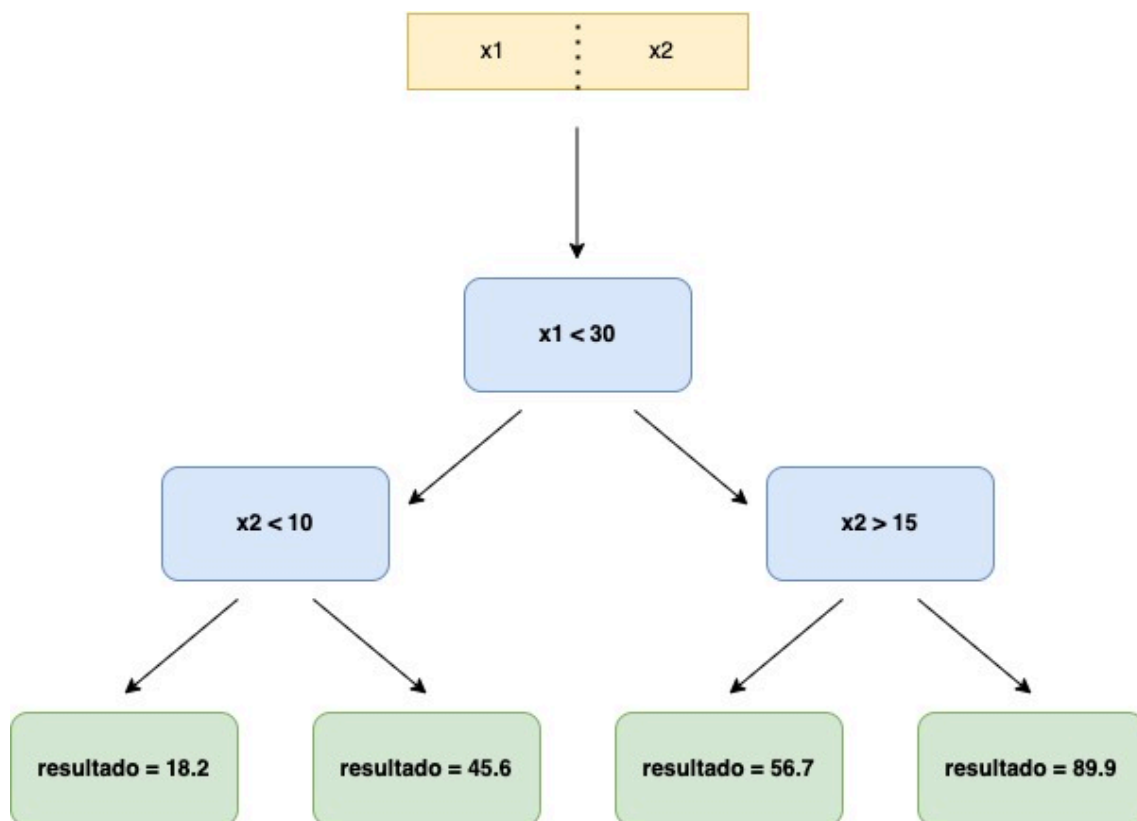 x1 x2
x1 < 30
x2 < 10 x2 > 15
resultado = 18.2 resultado = 45.6 resultado = 56.7 resultado = 89.9